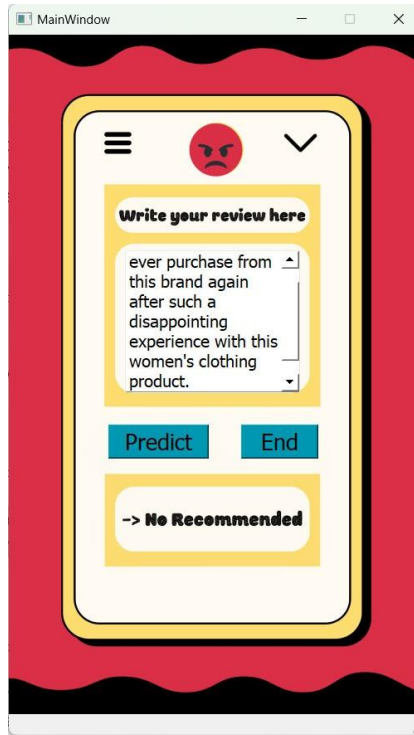 MainWindow
Write your review here
ever purchase from
this brand again
after such a
disappointing
experience with this
women's clothing
product.
Predict
End
-> No Recommended